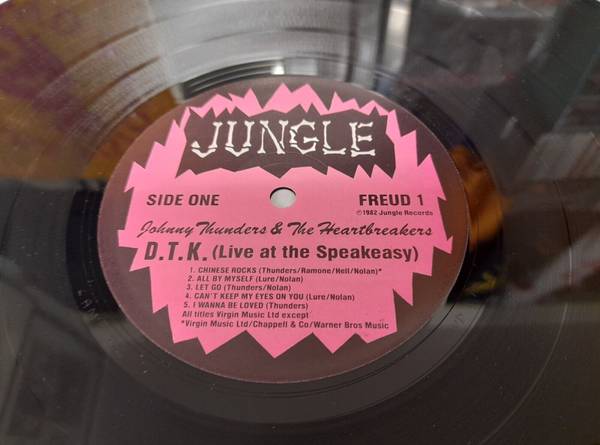 JUNGLE
SIDE ONE
FREUD 1
©1982 Jungle Records
Johnny Thunders & The Heartbreakers
D.T.K. (Live at the Speakeasy)
1. CHINESE ROCKS (Thunders/Ramone/Hell/Nolan)*
2. ALL BY MYSELF (Lure/Nolan)
3. LET GO (Thunders/Nolan)
4. CAN'T KEEP MY EYES ON YOU (Lure/Nolan)
5. I WANNA BE LOVED (Thunders)
All titles Virgin Music Ltd except
*Virgin Music Ltd/Chappell & Co/Warner Bros Music